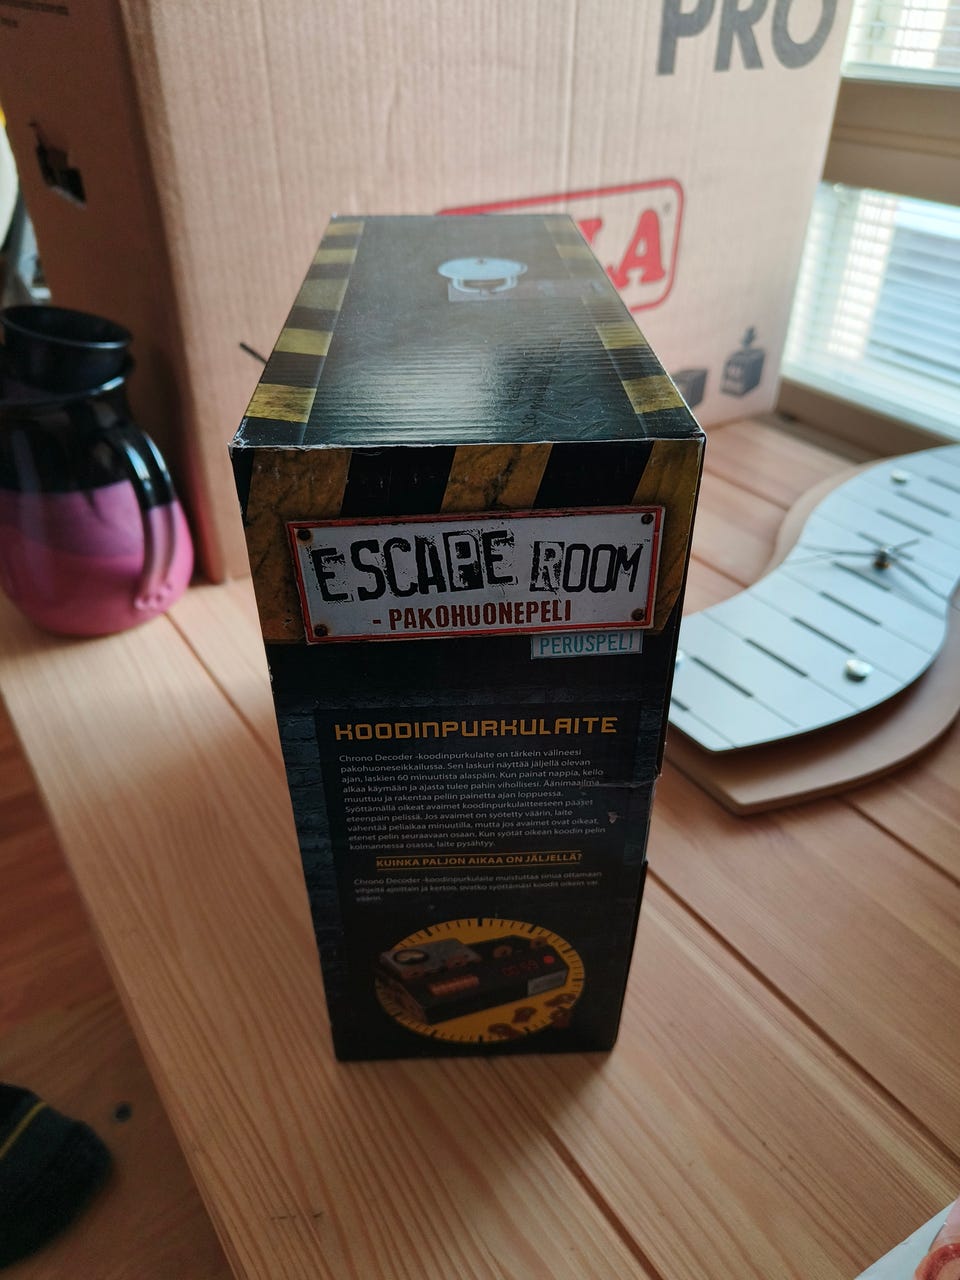 PRO
ESCAPE ROOM
- PAKOHUONEPELI
PERUSPELI
KOODINPURKULAITE
Chrono Decoder -koodinpurkulaite on tärkein välineesi
pakohuoneseikkailussa. Sen laskuri näyttää jäljellä olevan
ajan, laskien 60 minuutista alaspäin. Kun painat nappia, kello
alkaa käymään ja ajasta tulee pahin vihollisesi. Äänimaailma
muuttuu ja rakentaa peliin painetta ajan loppuessa.
Syöttämällä oikeat avaimet koodinpurkulaitteeseen pääset
eteenpäin pelissä. Jos avaimet on syötetty väärin, laite
vähentää peliaikaa minuutilla, mutta jos avaimet ovat oikeat,
etenet pelin seuraavaan osaan. Kun syötät oikean koodin pelin
kolmannessa osassa, laite pysähtyy.
KUINKA PALJON AIKAA ON JÄLJELLÄ?
Chrono Decoder -koodinpurkulaite muistuttaa sinua ottamaan
vihjeitä ajoittain ja kertoo, ovatko syöttämäsi koodit oikein vai
väärin.